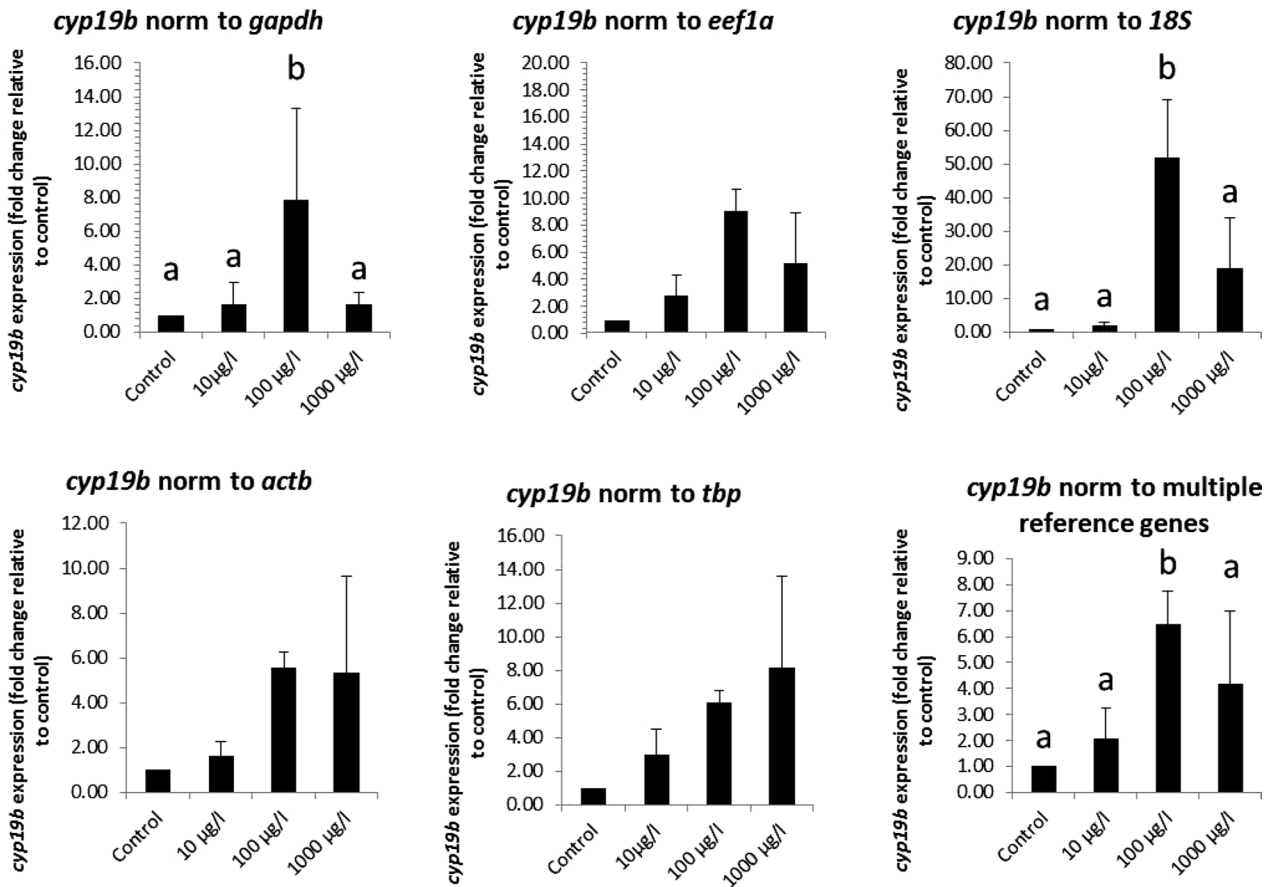 cyp19b norm to gapdh
cyp19b expression (fold change relative
to control)
16.00
14.00
12.00
10.00
8.00
6.00
4.00
2.00
0.00
a
a
b
a
Control
10µg/l
100 µg/l
1000 µg/l
cyp19b norm to eef1a
cyp19b expression (fold change relative
to control)
20.00
18.00
16.00
14.00
12.00
10.00
8.00
6.00
4.00
2.00
0.00
Control
10 µg/l
100 µg/l
1000 µg/l
cyp19b norm to 18S
cyp19b expression (fold change relative
to control)
80.00
70.00
60.00
50.00
40.00
30.00
20.00
10.00
0.00
a
a
b
a
Control
10 µg/l
100 µg/l
1000 µg/l
cyp19b norm to actb
cyp19b expression (fold change relative
to control)
12.00
10.00
8.00
6.00
4.00
2.00
0.00
Control
10 µg/l
100 µg/l
1000 µg/l
cyp19b norm to tbp
cyp19b expression (fold change relative
to control)
16.00
14.00
12.00
10.00
8.00
6.00
4.00
2.00
0.00
Control
10 µg/l
100 µg/l
1000 µg/l
cyp19b norm to multiple
reference genes
cyp19b expression (fold change relative
to control)
9.00
8.00
7.00
6.00
5.00
4.00
3.00
2.00
1.00
0.00
a
a
b
a
Control
10 µg/l
100 µg/l
1000 µg/l